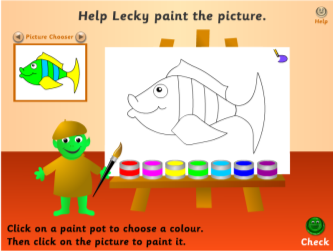 Help Lecky paint the picture.
Help
Picture Chooser
Click on a paint pot to choose a colour.
Then click on the picture to paint it.
Check